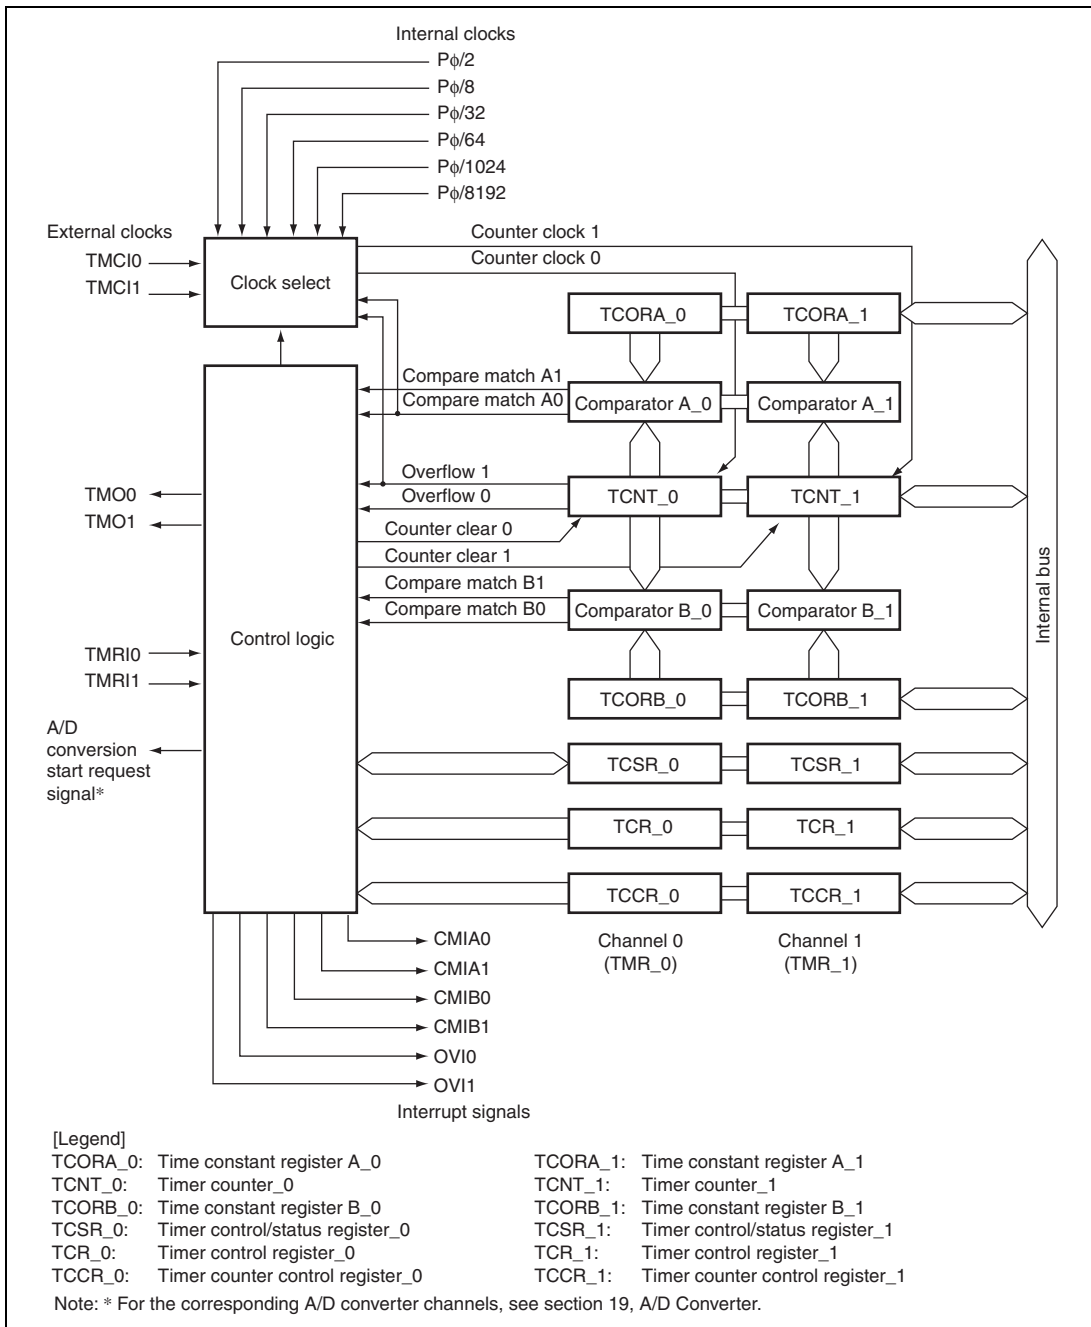 Internal clocks
Pϕ/2
Pϕ/8
Pϕ/32
Pϕ/64
Pϕ/1024
Pϕ/8192
External clocks
TMCI0
TMCI1
Clock select
Counter clock 1
Counter clock 0
TCORA_0
TCORA_1
Compare match A1
Compare match A0
Comparator A_0
Comparator A_1
TMO0
TMO1
Overflow 1
Overflow 0
TCNT_0
TCNT_1
Counter clear 0
Counter clear 1
Compare match B1
Compare match B0
Comparator B_0
Comparator B_1
Control logic
Internal bus
TMRI0
TMRI1
TCORB_0
TCORB_1
A/D
conversion
start request
signal*
TCSR_0
TCSR_1
TCR_0
TCR_1
TCCR_0
TCCR_1
Channel 0
(TMR_0)
Channel 1
(TMR_1)
CMIA0
CMIA1
CMIB0
CMIB1
OVI0
OVI1
Interrupt signals
[Legend]
TCORA_0: Time constant register A_0
TCNT_0: Timer counter_0
TCORB_0: Time constant register B_0
TCSR_0: Timer control/status register_0
TCR_0: Timer control register_0
TCCR_0: Timer counter control register_0
TCORA_1: Time constant register A_1
TCNT_1: Timer counter_1
TCORB_1: Time constant register B_1
TCSR_1: Timer control/status register_1
TCR_1: Timer control register_1
TCCR_1: Timer counter control register_1
Note: * For the corresponding A/D converter channels, see section 19, A/D Converter.